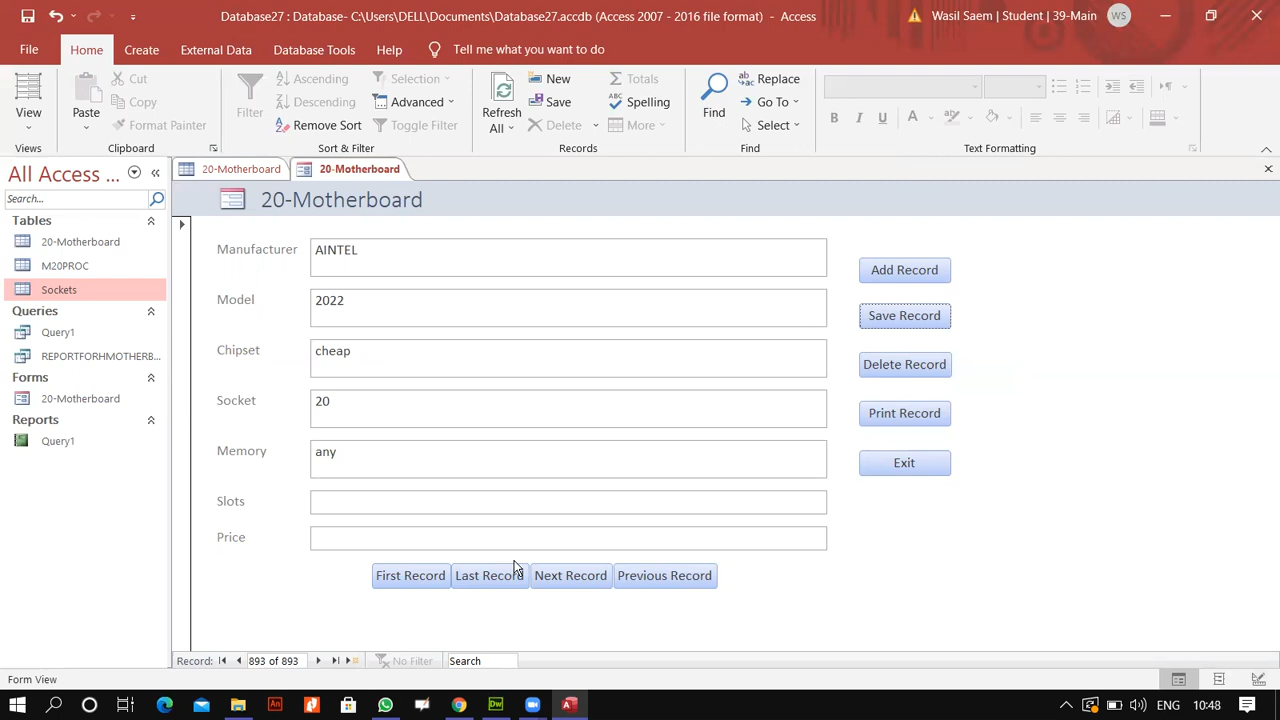 Database27 : Database- C:\Users\DELL\Documents\Database27.accdb (Access 2007 - 2016 file format) - Access
Wasil Saem | Student | 39-Main
WS
File Home Create External Data Database Tools Help Tell me what you want to do
View
Views
Paste
Cut
Copy
Format Painter
Clipboard
Filter
Ascending
Descending
Remove Sort
Selection
Advanced
Toggle Filter
Sort & Filter
Refresh
All
New
Save
Delete
Totals
Spelling
More
Records
Find
Replace
Go To
Select
Find
B I U A
Text Formatting
All Access ...
Search...
Tables
20-Motherboard
M20PROC
Sockets
Queries
Query1
REPORTFORHMOTHERB...
Forms
20-Motherboard
Reports
Query1
20-Motherboard 20-Motherboard
20-Motherboard
Manufacturer AINTEL
Model 2022
Chipset cheap
Socket 20
Memory any
Slots
Price
Add Record
Save Record
Delete Record
Print Record
Exit
First Record Last Record Next Record Previous Record
Record: 893 of 893 No Filter Search
Form View
An Dw A
10:48